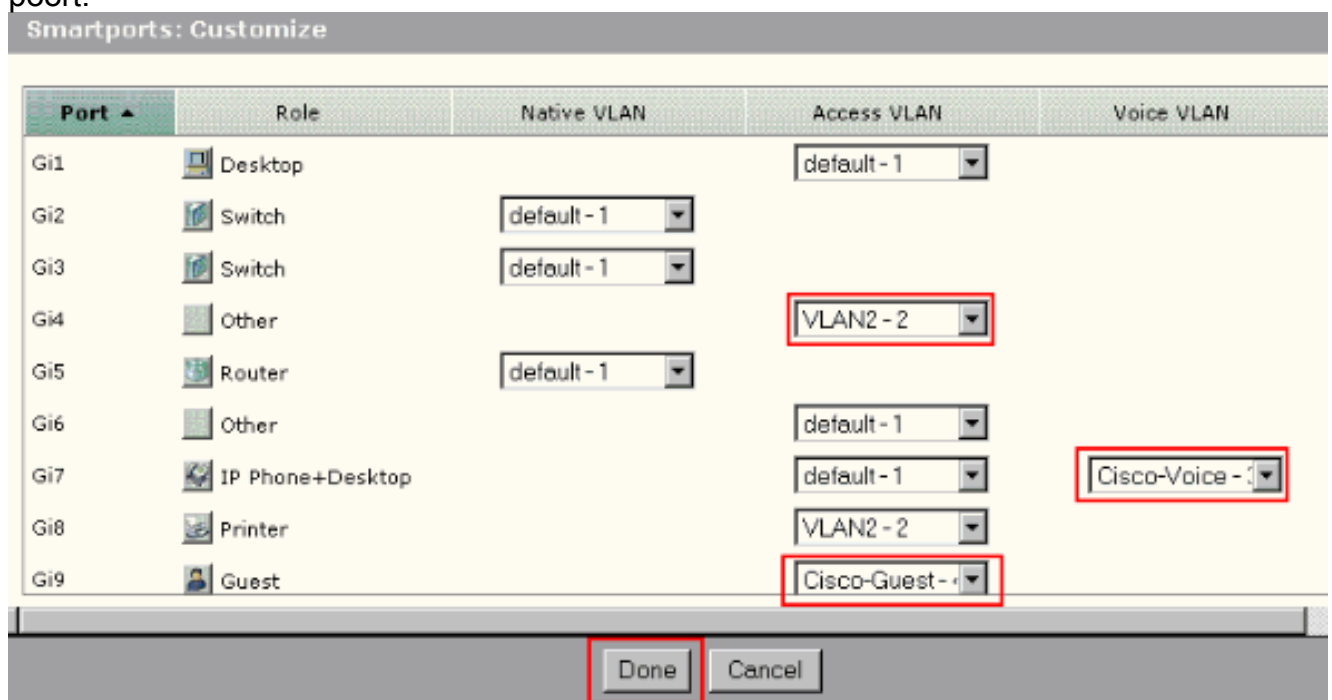 poort.
Smartports: Customize
Port Role Native VLAN Access VLAN Voice VLAN
Gi1 Desktop default - 1
Gi2 Switch default - 1
Gi3 Switch default - 1
Gi4 Other VLAN2 - 2
Gi5 Router default - 1
Gi6 Other default - 1
Gi7 IP Phone+Desktop default - 1 Cisco-Voice -
Gi8 Printer VLAN2 - 2
Gi9 Guest Cisco-Guest -
Done Cancel